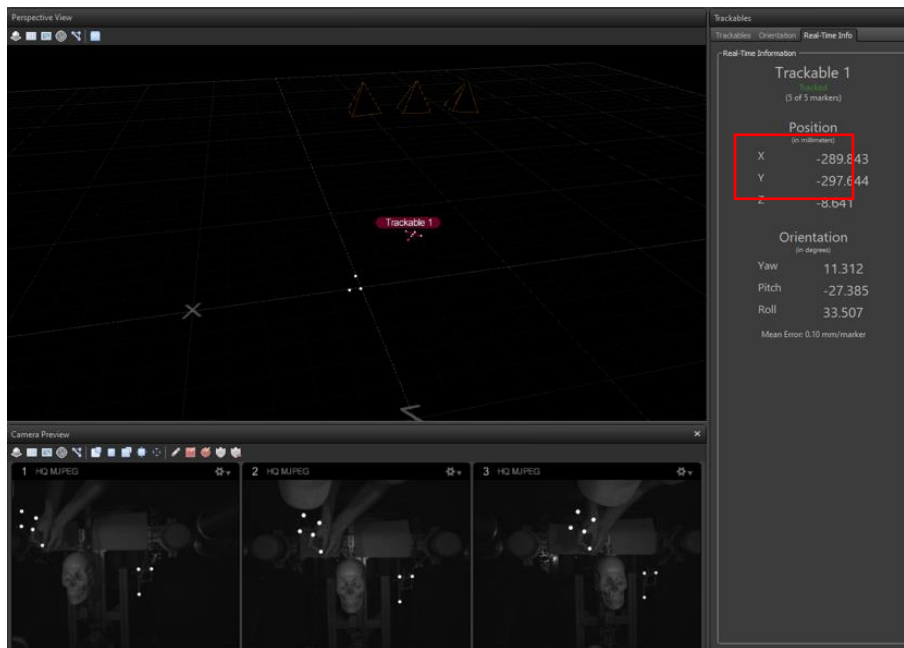 Perspective View
Trackables
Trackables Orientation Real-Time Info
Real-Time Information
Trackable 1
Tracked
(5 of 5 markers)
Position
(in millimeters)
X -289.843
Y -297.644
Z -8.641
Orientation
(in degrees)
Yaw 11.312
Pitch -27.385
Roll 33.507
Mean Error: 0.10 mm/marker
Trackable 1
X
Z
Camera Preview
1 HQ MJPEG
2 HQ MJPEG
3 HQ MJPEG